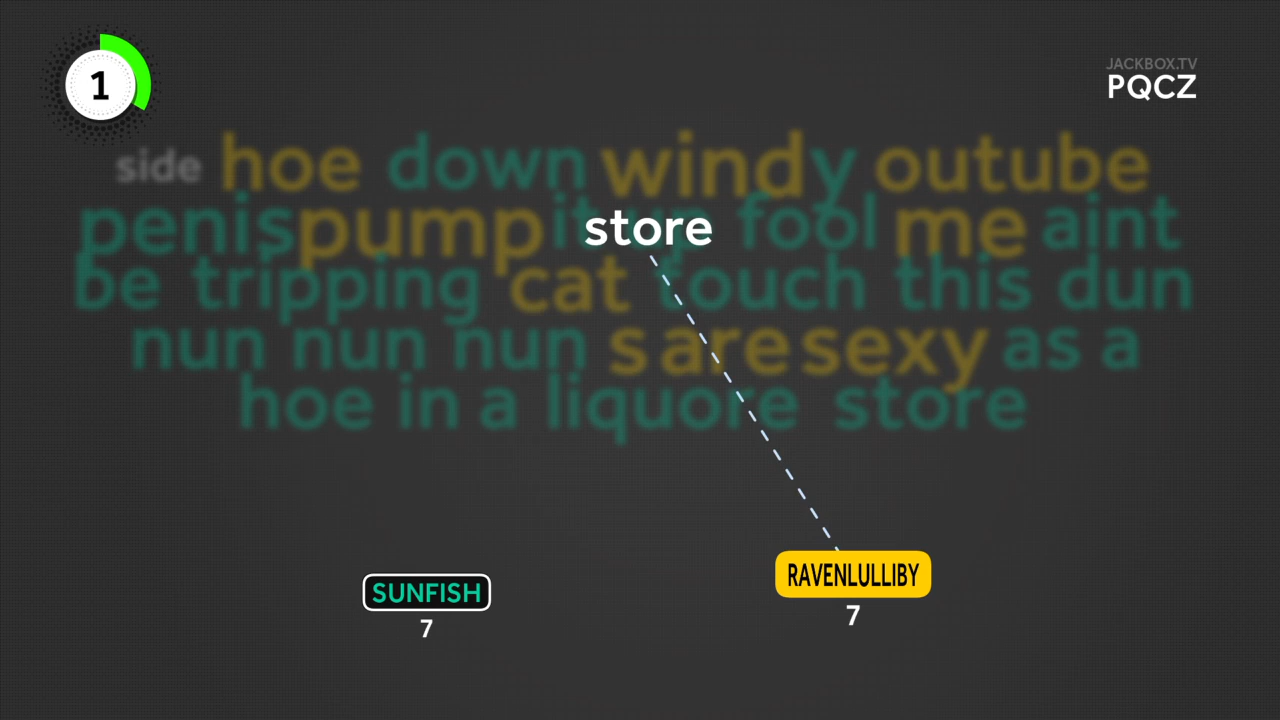 1
JACKBOX.TV
PQCZ
side hoe down windy outube
penis pump it up fool me aint
store
be tripping cat touch this dun
nun nun nun s are sexy as a
hoe in a liquore store
SUNFISH
7
RAVENLULLIBY
7